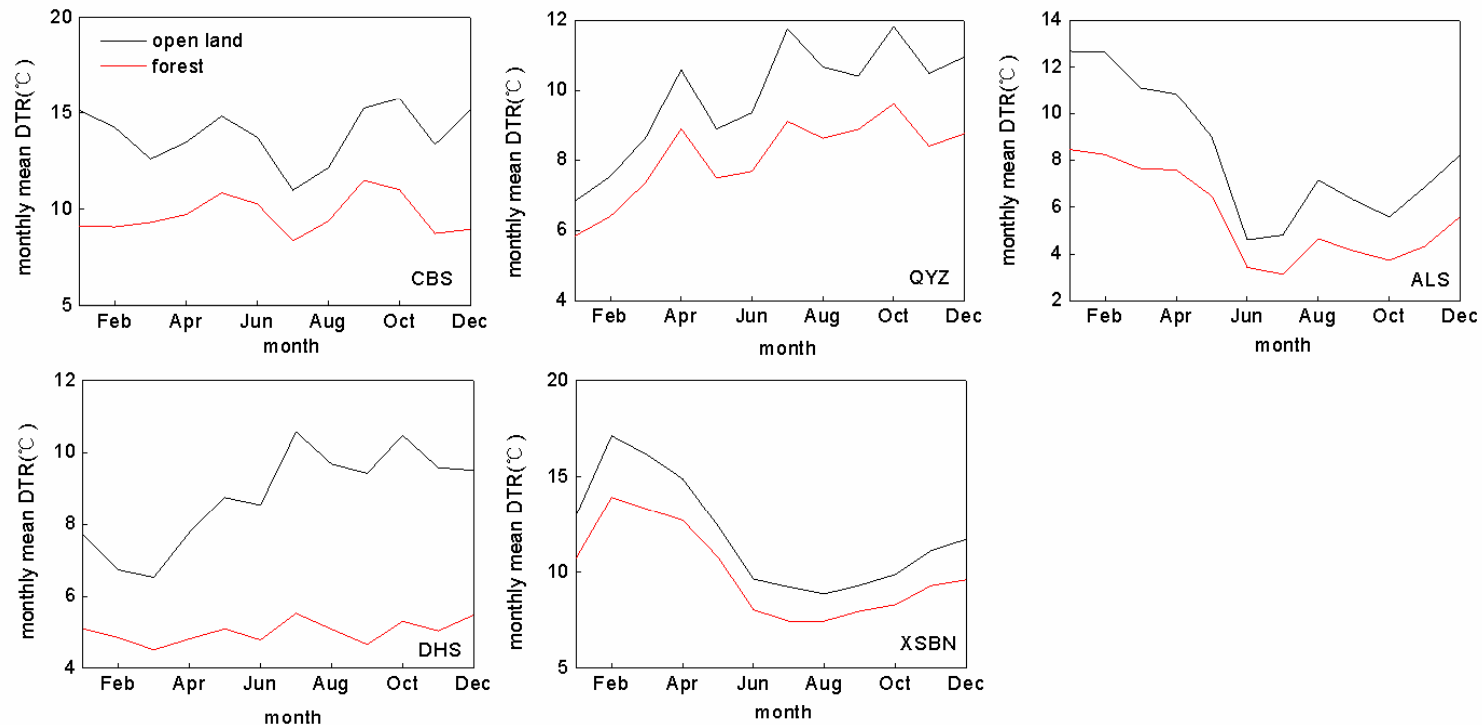 20
15
10
5
monthly mean DTR(℃)
open land
forest
CBS
Feb Apr Jun Aug Oct Dec
month
12
10
8
6
4
monthly mean DTR(℃)
QYZ
Feb Apr Jun Aug Oct Dec
month
14
12
10
8
6
4
2
monthly mean DTR(℃)
ALS
Feb Apr Jun Aug Oct Dec
month
12
10
8
6
4
monthly mean DTR(℃)
DHS
Feb Apr Jun Aug Oct Dec
month
20
15
10
5
monthly mean DTR(℃)
XSBN
Feb Apr Jun Aug Oct Dec
month